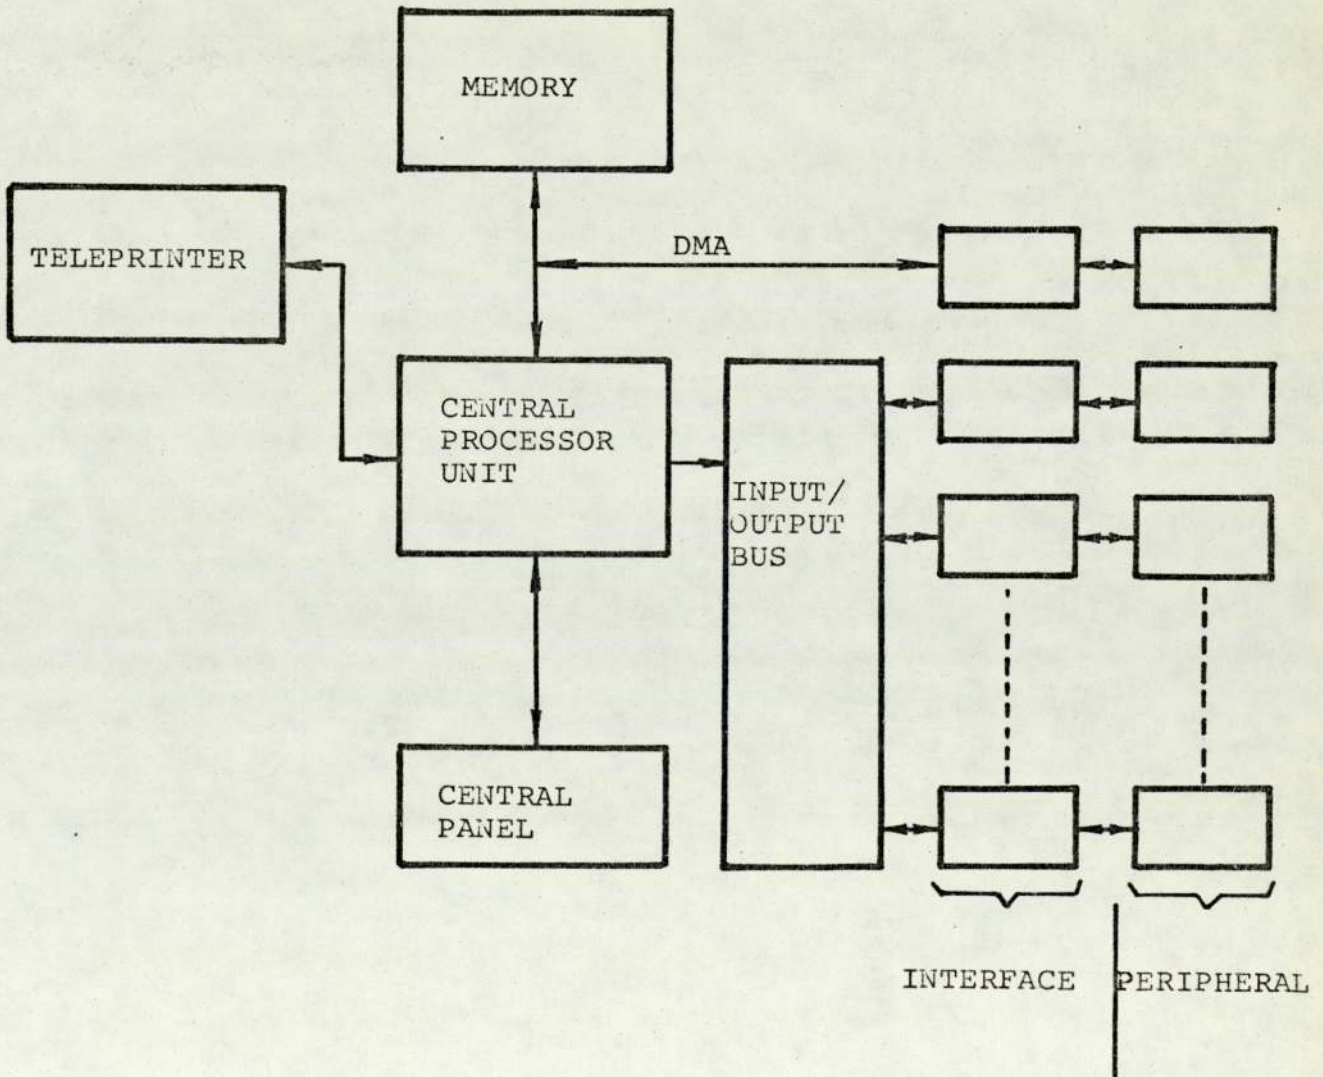 MEMORY
TELEPRINTER
DMA
CENTRAL
PROCESSOR
UNIT
INPUT/
OUTPUT
BUS
CENTRAL
PANEL
INTERFACE
PERIPHERAL